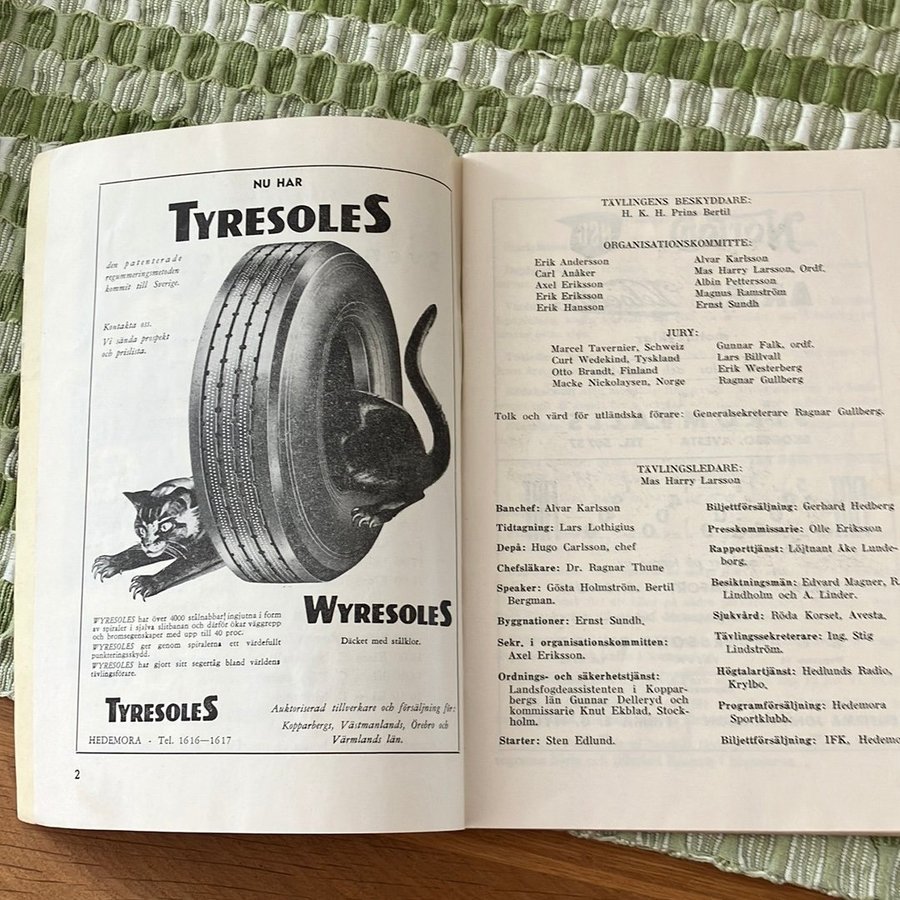 NU HAR
TYRESOLES
den patenterade
regummeringsmetoden
kommit till Sverige.
Kontakta oss.
Vi sända prospekt
och prislista.
WYRESOLES
Däcket med stålklor.
WYRESOLES har över 4000 stålnabbar ingjutna i form
av spiraler i själva slitbanan och därför ökar väggrepp
och bromsegenskaper med upp till 40 proc.
WYRESOLES ger genom spiralerna ett värdefullt
punkteringsskydd.
WYRESOLES har gjort sitt segertåg bland världens
tävlingsförare.
TYRESOLES
HEDEMORA - Tel. 1616—1617
Auktoriserad tillverkare och försäljning för:
Kopparbergs, Västmanlands, Örebro och
Värmlands län.
2
TÄVLINGENS BESKYDDARE:
H. K. H. Prins Bertil
ORGANISATIONSKOMMITTE:
Erik Andersson
Carl Anåker
Axel Eriksson
Erik Eriksson
Erik Hansson
Alvar Karlsson
Mas Harry Larsson, Ordf.
Albin Pettersson
Magnus Ramström
Ernst Sundh
JURY:
Marcel Tavernier, Schweiz
Curt Wedekind, Tyskland
Otto Brandt, Finland
Macke Nickolaysen, Norge
Gunnar Falk, ordf.
Lars Billvall
Erik Westerberg
Ragnar Gullberg
Tolk och värd för utländska förare: Generalsekreterare Ragnar Gullberg.
TÄVLINGSLEDARE:
Mas Harry Larsson
Banchef: Alvar Karlsson
Tidtagning: Lars Lothigius
Depå: Hugo Carlsson, chef
Chefsläkare: Dr. Ragnar Thune
Speaker: Gösta Holmström, Bertil
Bergman.
Byggnationer: Ernst Sundh.
Sekr. i organisationskommitten:
Axel Eriksson.
Ordnings- och säkerhetstjänst:
Landsfogdeassistenten i Koppar-
bergs län Gunnar Delleryd och
kommissarie Knut Ekblad, Stock-
holm.
Starter: Sten Edlund.
Biljettförsäljning: Gerhard Hedberg
Presskommissarie: Olle Eriksson
Rapporttjänst: Löjtnant Åke Lunde-
borg.
Besiktningsmän: Edvard Magner, R.
Lindholm och A. Linder.
Sjukvård: Röda Korset, Avesta.
Tävlingssekreterare: Ing. Stig
Lindström.
Högtalartjänst: Hedlunds Radio,
Krylbo.
Programförsäljning: Hedemora
Sportklubb.
Biljettförsäljning: IFK, Hedemo